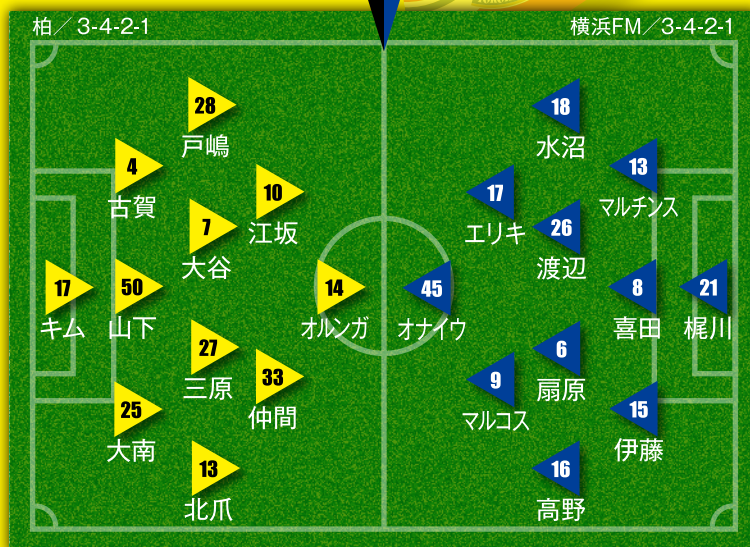 柏／3-4-2-1
横浜FM／3-4-2-1
28
戸嶋
4
古賀
10
江坂
7
大谷
17
キム
50
山下
14
オルンガ
27
三原
33
仲間
25
大南
13
北爪
18
水沼
13
マルチンス
17
エリキ
26
渡辺
45
オナイウ
8
喜田
21
梶川
6
扇原
9
マルコス
15
伊藤
16
高野